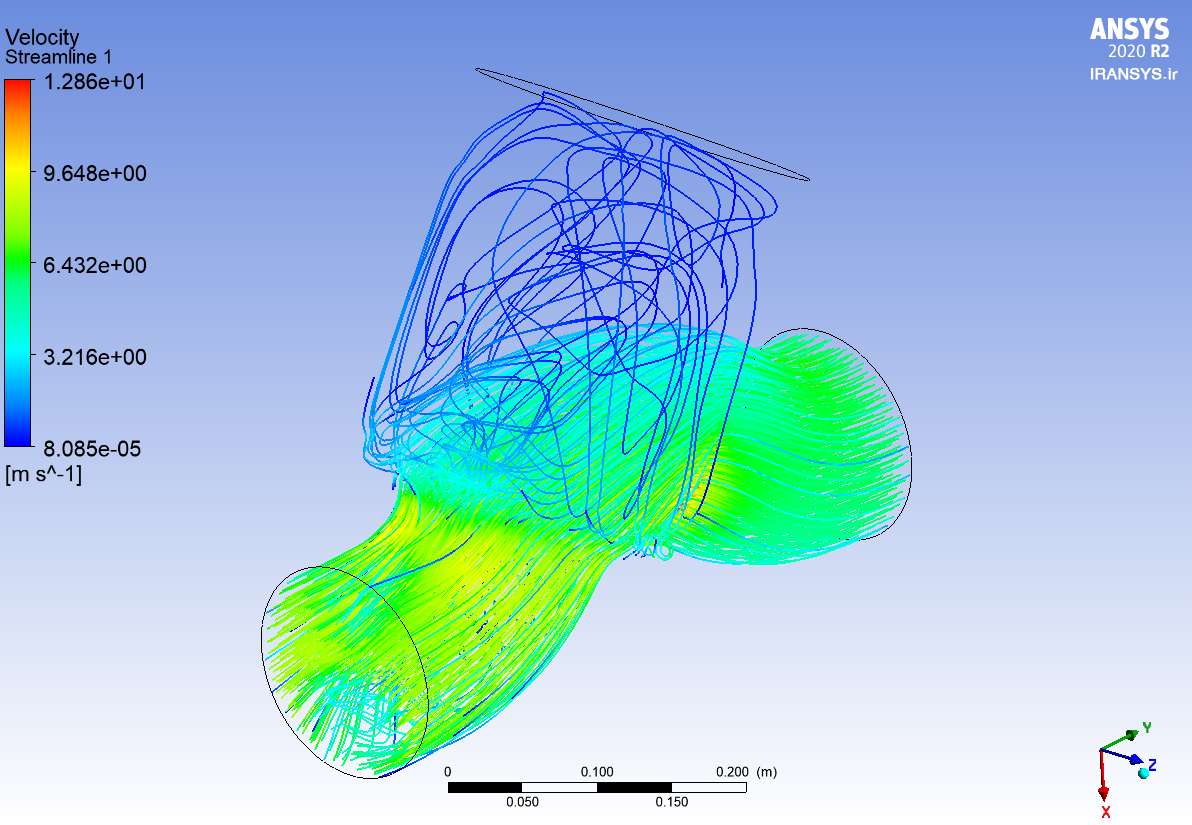 Velocity
Streamline 1
1.286e+01
9.648e+00
6.432e+00
3.216e+00
8.085e-05
[m s^-1]
ANSYS
2020 R2
IRANSYS.ir
0 0.100 0.200 (m)
0.050 0.150
Y
Z
X